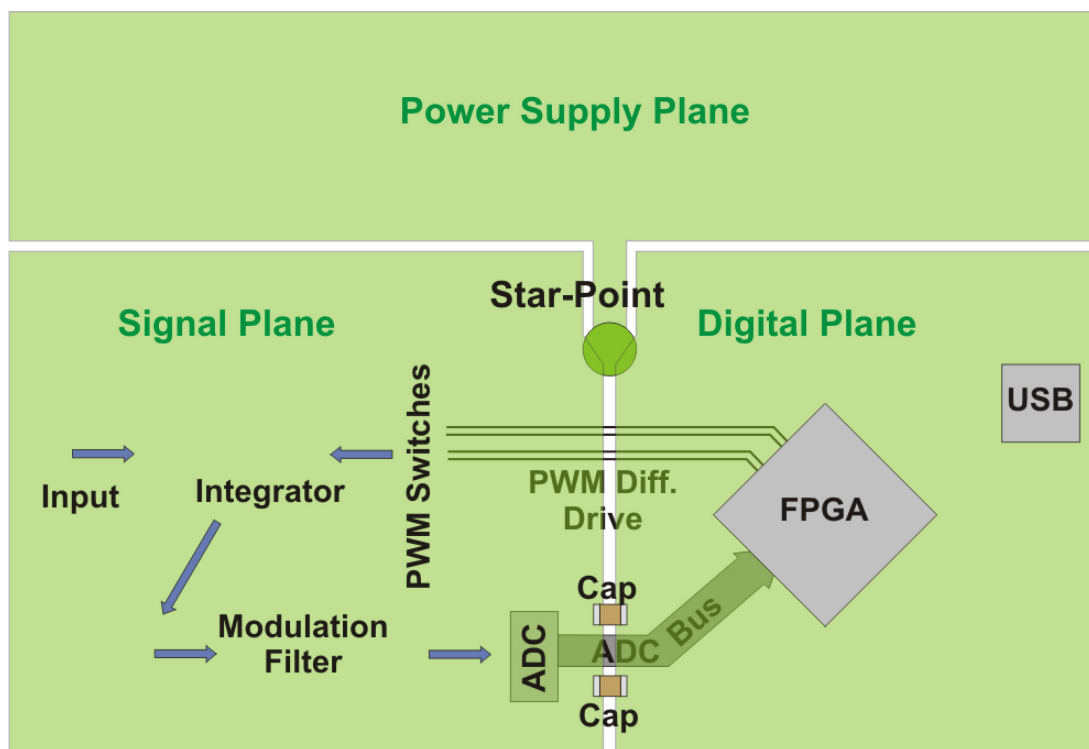 Power Supply Plane
Star-Point
Signal Plane
Digital Plane
USB
PWM Switches
Input
Integrator
PWM Diff.
Drive
FPGA
Cap
Modulation
Filter
ADC
ADC Bus
Cap